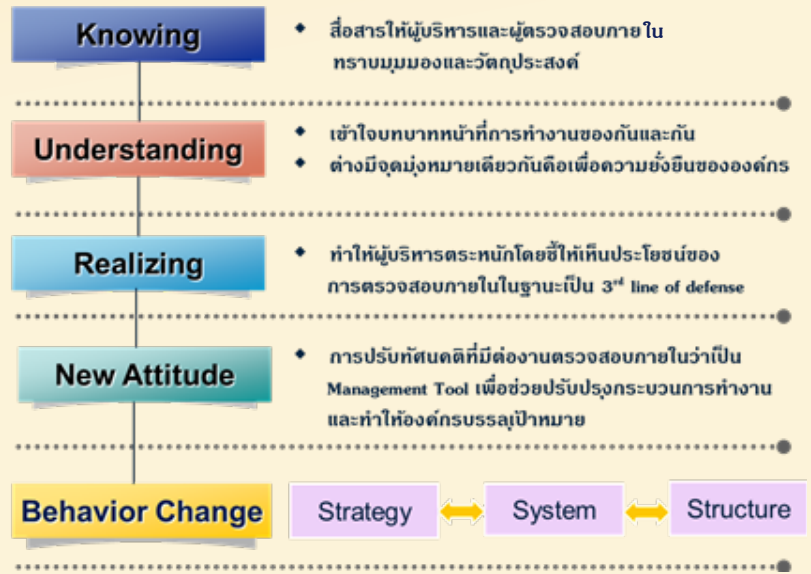 Knowing
◆ สื่อสารให้ผู้บริหารและผู้ตรวจสอบภายใน
ทราบมุมมองและวัตถุประสงค์
Understanding
◆ เข้าใจบทบาทหน้าที่การทำงานของกันและกัน
◆ ต่างมีจุดมุ่งหมายเดียวกันคือเพื่อความยั่งยืนขององค์กร
Realizing
◆ ทำให้ผู้บริหารตระหนักโดยชี้ให้เห็นประโยชน์ของ
การตรวจสอบภายในในฐานะเป็น 3rd line of defense
New Attitude
◆ การปรับทัศนคติที่มีต่องานตรวจสอบภายในว่าเป็น
Management Tool เพื่อช่วยปรับปรุงกระบวนการทำงาน
และทำให้องค์กรบรรลุเป้าหมาย
Behavior Change
Strategy System Structure